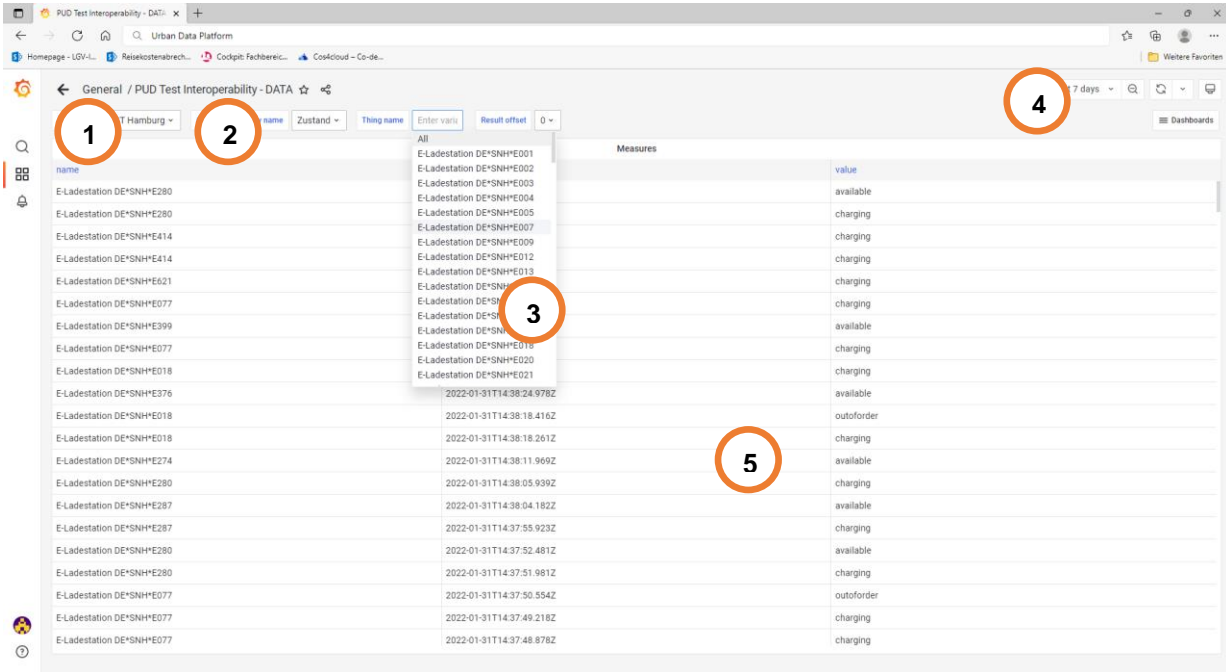 PUD Test Interoperability - DATA
Urban Data Platform
Homepage - LGV-I... Reisekostenabrech... Cockpit: Fachbereic... Cos4cloud – Co-de... Weitere Favoriten
General / PUD Test Interoperability - DATA
7 days
4
1
T Hamburg
2
name Zustand
Thing name
Result offset 0
Dashboards
All
E-Ladestation DE*SNH*E001
E-Ladestation DE*SNH*E002
E-Ladestation DE*SNH*E003
E-Ladestation DE*SNH*E004
E-Ladestation DE*SNH*E005
E-Ladestation DE*SNH*E007
E-Ladestation DE*SNH*E009
E-Ladestation DE*SNH*E012
E-Ladestation DE*SNH*E013
E-Ladestation
E-Ladestation
E-Ladestation
E-Ladestation
E-Ladestation DE*SNH*E018
E-Ladestation DE*SNH*E020
E-Ladestation DE*SNH*E021
3
Measures
name value
E-Ladestation DE*SNH*E280 available
E-Ladestation DE*SNH*E280 charging
E-Ladestation DE*SNH*E414 charging
E-Ladestation DE*SNH*E414 charging
E-Ladestation DE*SNH*E621 charging
E-Ladestation DE*SNH*E077 charging
E-Ladestation DE*SNH*E399 available
E-Ladestation DE*SNH*E077 charging
E-Ladestation DE*SNH*E018 charging
E-Ladestation DE*SNH*E376 2022-01-31T14:38:24.978Z available
E-Ladestation DE*SNH*E018 2022-01-31T14:38:18.416Z outoforder
E-Ladestation DE*SNH*E018 2022-01-31T14:38:18.261Z charging
E-Ladestation DE*SNH*E274 2022-01-31T14:38:11.969Z available
5
E-Ladestation DE*SNH*E280 2022-01-31T14:38:05.939Z charging
E-Ladestation DE*SNH*E287 2022-01-31T14:38:04.182Z available
E-Ladestation DE*SNH*E287 2022-01-31T14:37:55.923Z charging
E-Ladestation DE*SNH*E280 2022-01-31T14:37:52.481Z available
E-Ladestation DE*SNH*E280 2022-01-31T14:37:51.981Z charging
E-Ladestation DE*SNH*E077 2022-01-31T14:37:50.554Z outoforder
E-Ladestation DE*SNH*E077 2022-01-31T14:37:49.218Z charging
E-Ladestation DE*SNH*E077 2022-01-31T14:37:48.878Z charging